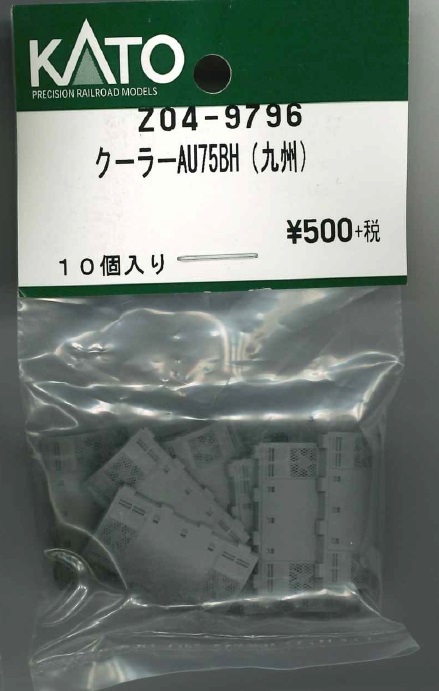 KATO
PRECISION RAILROAD MODELS
Z04-9796
クーラーAU75BH（九州）
¥500+税
10個入り